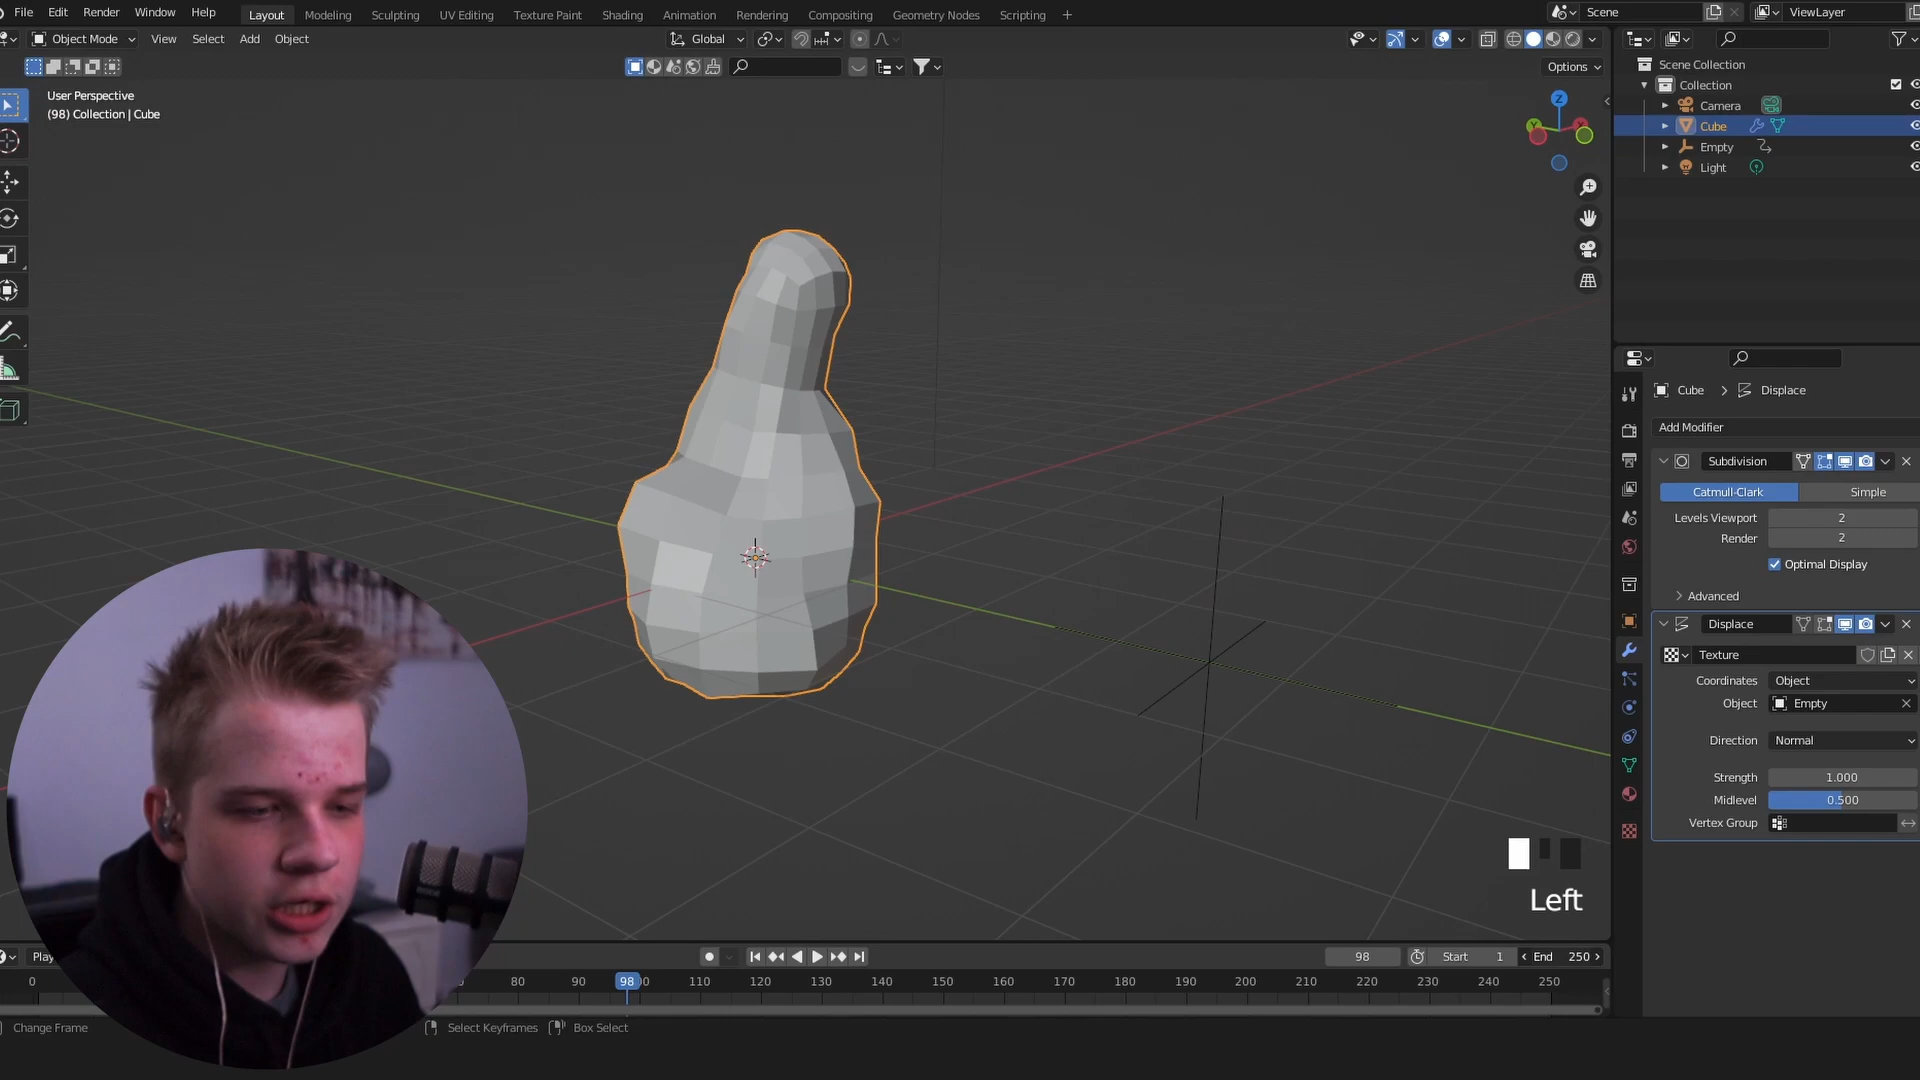 File Edit Render Window Help Layout Modeling Sculpting UV Editing Texture Paint Shading Animation Rendering Compositing Geometry Nodes Scripting + Scene ViewLayer
Object Mode View Select Add Object Global
Options
User Perspective
(98) Collection | Cube
Scene Collection
Collection
Camera
Cube
Empty
Light
Cube > Displace
Add Modifier
Subdivision
Catmull-Clark Simple
Levels Viewport 2
Render 2
Optimal Display
Advanced
Displace
Texture
Coordinates Object
Object Empty
Direction Normal
Strength 1.000
Midlevel 0.500
Vertex Group
Left
98 Start 1 End 250
0 80 90 98 110 120 130 140 150 160 170 180 190 200 210 220 230 240 250
Change Frame Select Keyframes Box Select